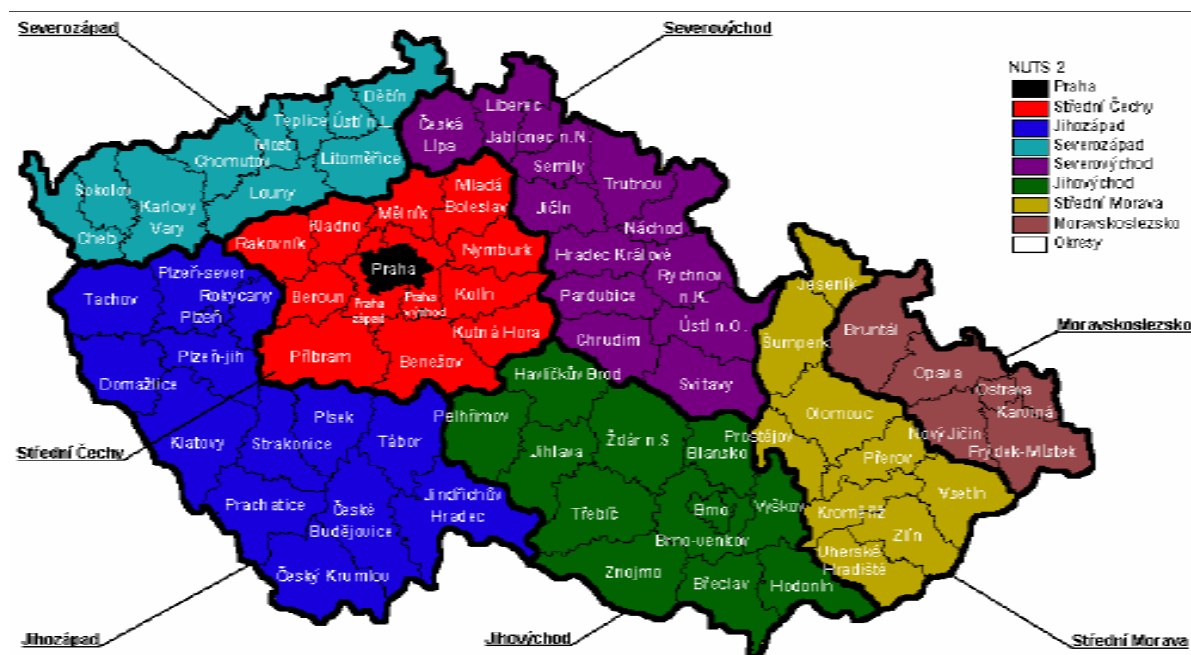 Severozápad
Severovýchod
NUTS 2
Praha
Střední Čechy
Jihozápad
Severozápad
Severovýchod
Jihovýchod
Střední Morava
Moravskoslezsko
Okresy
Děčín
Liberec
Teplice
Ústí n.L.
Česká
Lípa
Jablonec n.N.
Most
Chomutov
Litoměřice
Semily
Trutnov
Sokolov
Louny
Mladá
Boleslav
Karlovy
Vary
Mělník
Jičín
Kladno
Náchod
Cheb
Rakovník
Nymburk
Hradec Králové
Praha
Rychnov
n.K.
Plzeň-sever
Jeseník
Tachov
Rokycany
Beroun
Praha
západ
Praha
východ
Kolín
Pardubice
Plzeň
Ústí n.O.
Bruntál
Moravskoslezsko
Kutná Hora
Chrudim
Šumperk
Plzeň-jih
Příbram
Benešov
Opava
Havlíčkův Brod
Svitavy
Ostrava
Domažlice
Karviná
Písek
Pelhřimov
Olomouc
Klatovy
Strakonice
Tábor
Žďár n.S
Prostějov
Nový Jičín
Střední Čechy
Jihlava
Blansko
Přerov
Frýdek-Místek
Jindřichův
Hradec
Vsetín
Prachatice
České
Budějovice
Třebíč
Brno
Vyškov
Kroměříž
Zlín
Brno-venkov
Uherské
Hradiště
Český Krumlov
Znojmo
Břeclav
Hodonín
Jihozápad
Jihovýchod
Střední Morava